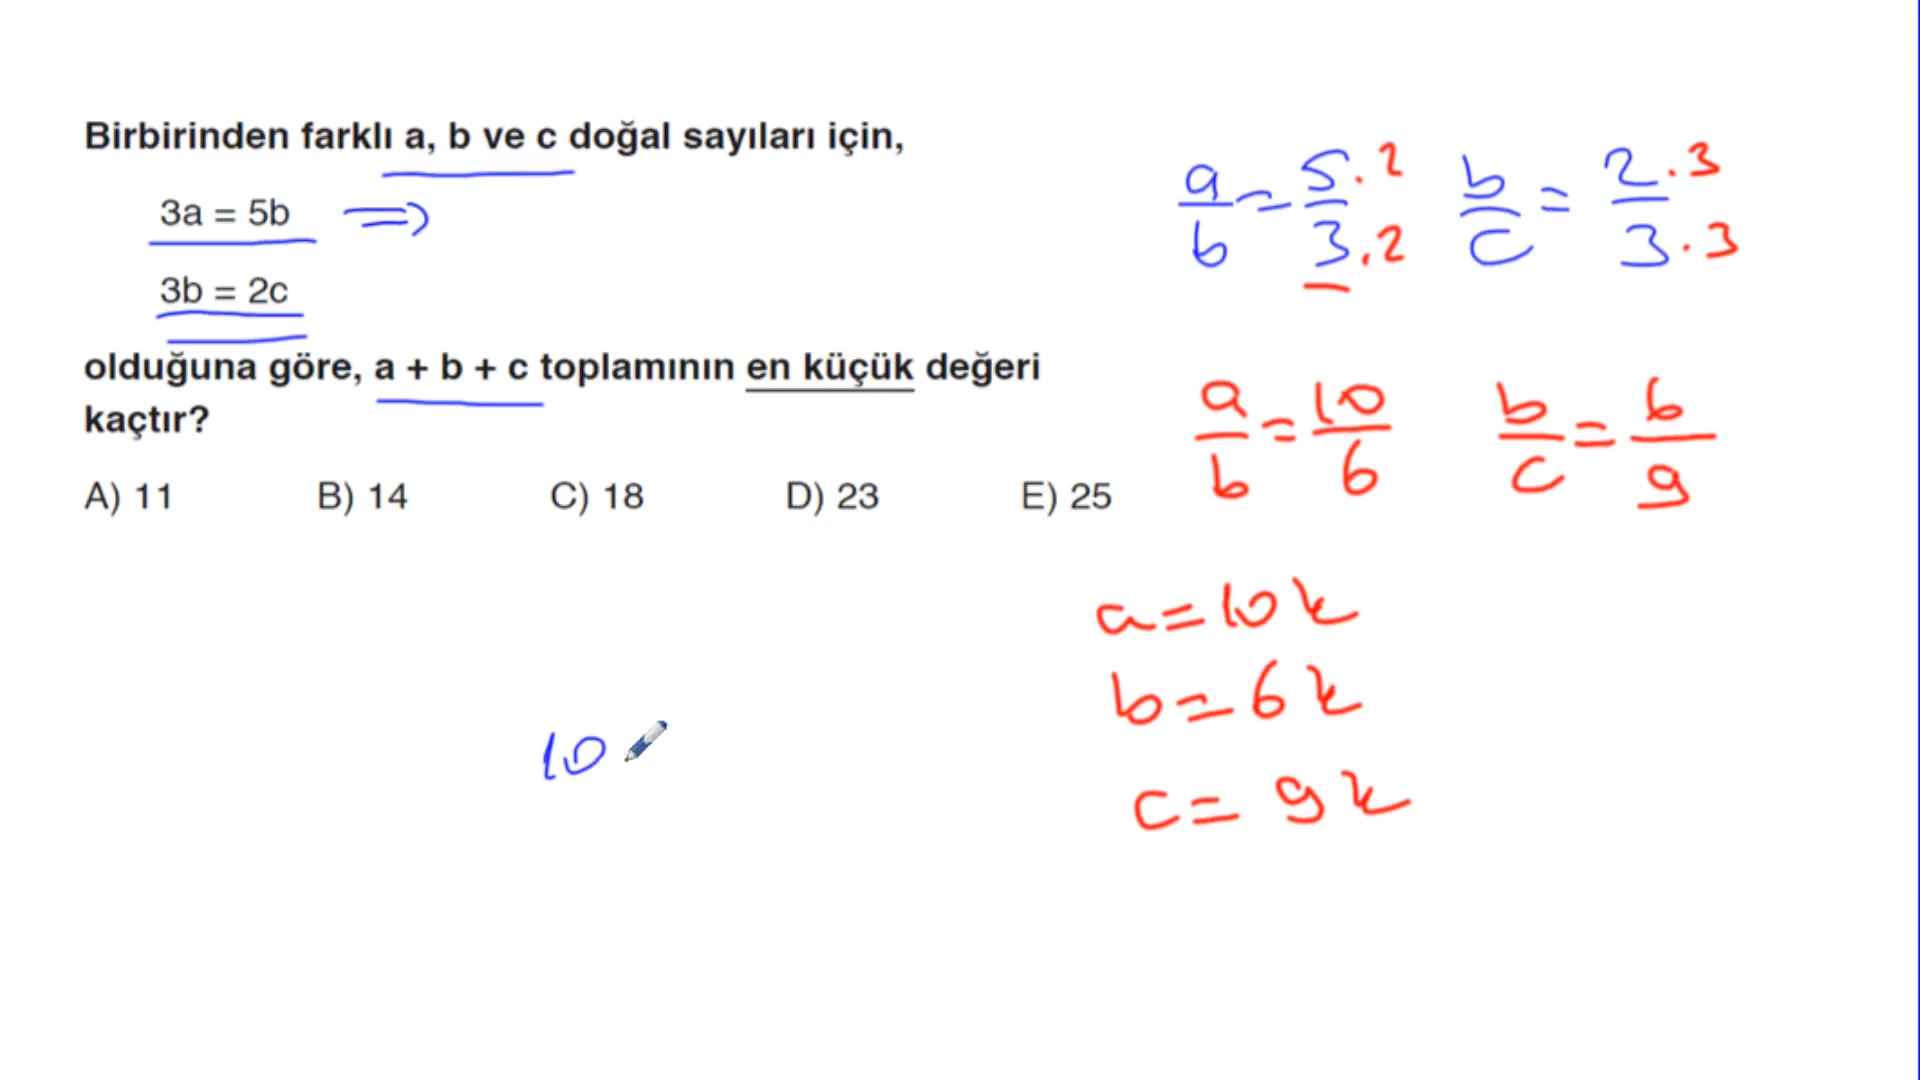 Birbirinden farklı a, b ve c doğal sayıları için,
3a = 5b =>
3b = 2c
olduğuna göre, a + b + c toplamının en küçük değeri
kaçtır?
A) 11 B) 14 C) 18 D) 23 E) 25
a/b = 5.2/3.2 b/c = 2.3/3.3
a/b = 10/6 b/c = 6/9
a = 10k
b = 6k
c = 9k
10